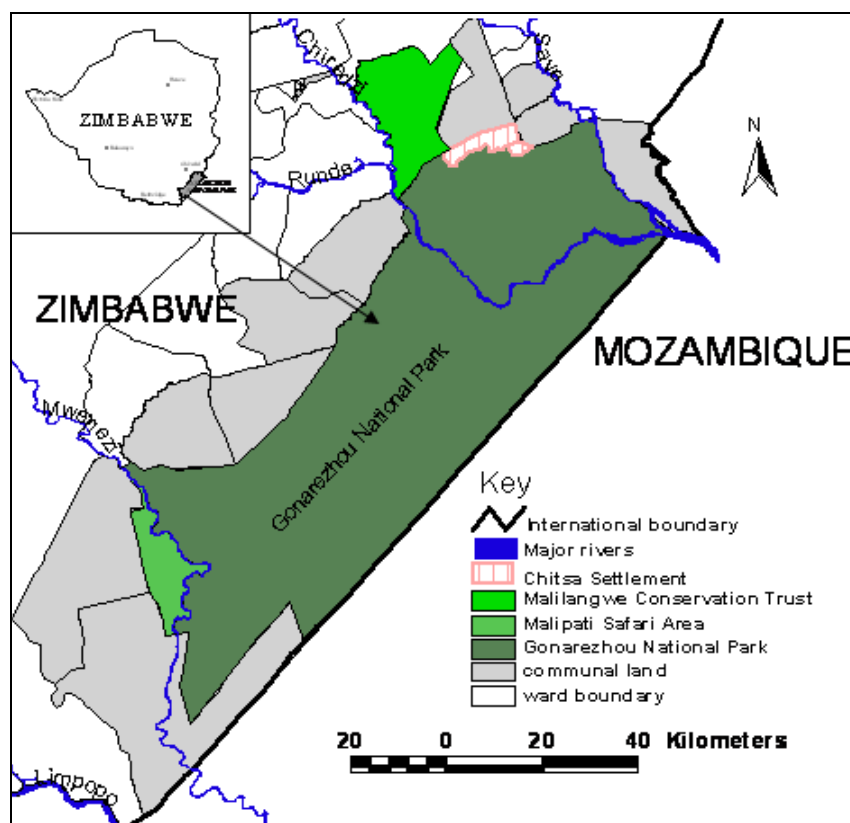 ZIMBABWE
Chiredzi
Save
Runde
N
ZIMBABWE
MOZAMBIQUE
Mwenezi
Gonarezhou National Park
Key
International boundary
Major rivers
Chitsa Settlement
Malilangwe Conservation Trust
Malipati Safari Area
Gonarezhou National Park
communal land
ward boundary
20 0 20 40 Kilometers
Limpopo